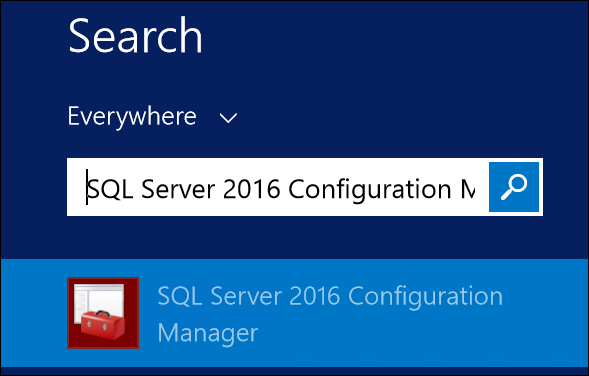 Search
Everywhere
SQL Server 2016 Configuration M
SQL Server 2016 Configuration
Manager